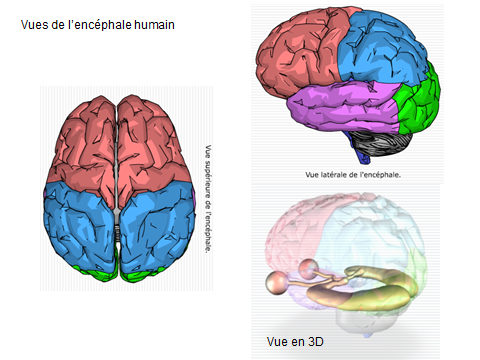 Vues de l'encéphale humain
Vue supérieure de l'encéphale.
Vue latérale de l'encéphale.
Vue en 3D